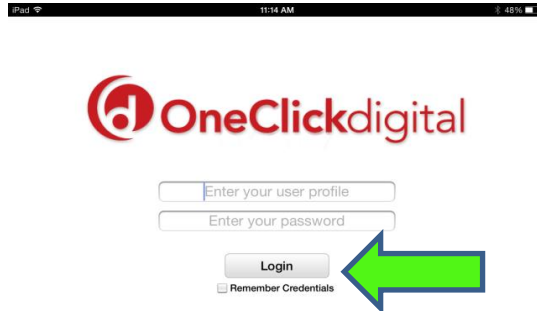 iPad 11:14 AM 48%
OneClickdigital
Enter your user profile
Enter your password
Login
Remember Credentials